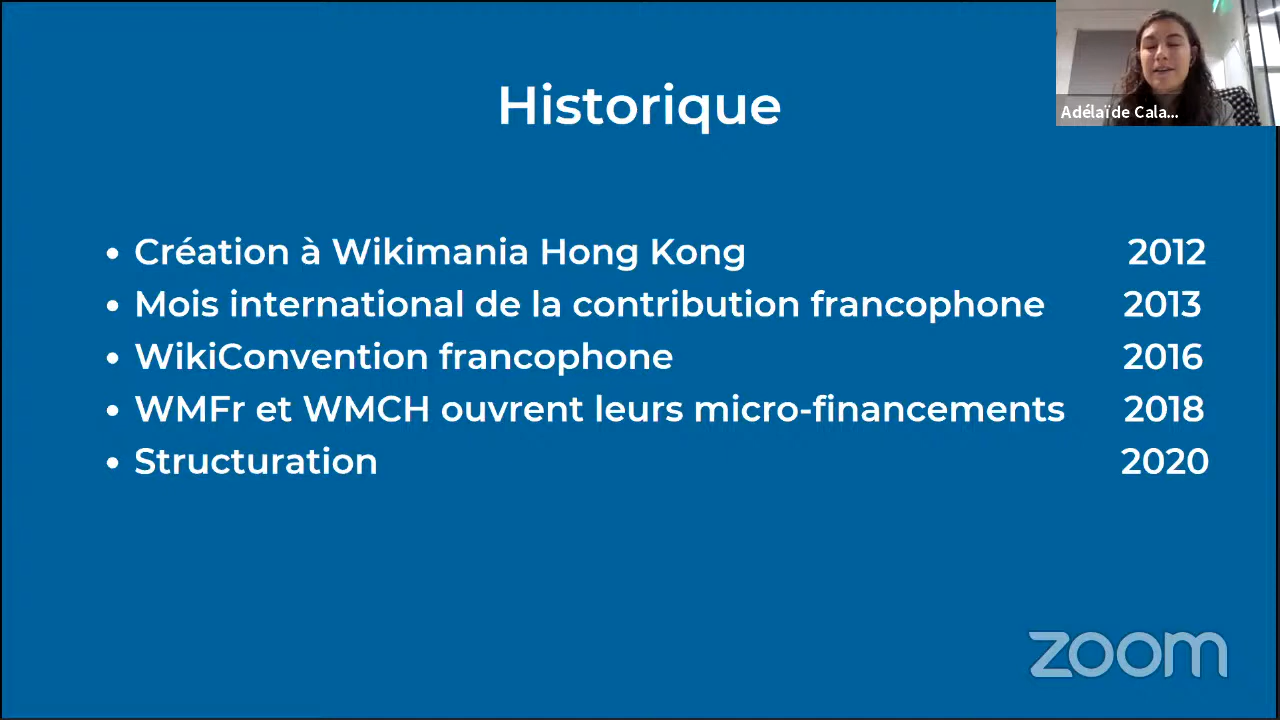 Historique
Adélaïde Cala...
• Création à Wikimania Hong Kong 2012
• Mois international de la contribution francophone 2013
• WikiConvention francophone 2016
• WMFr et WMCH ouvrent leurs micro-financements 2018
• Structuration 2020
zoom